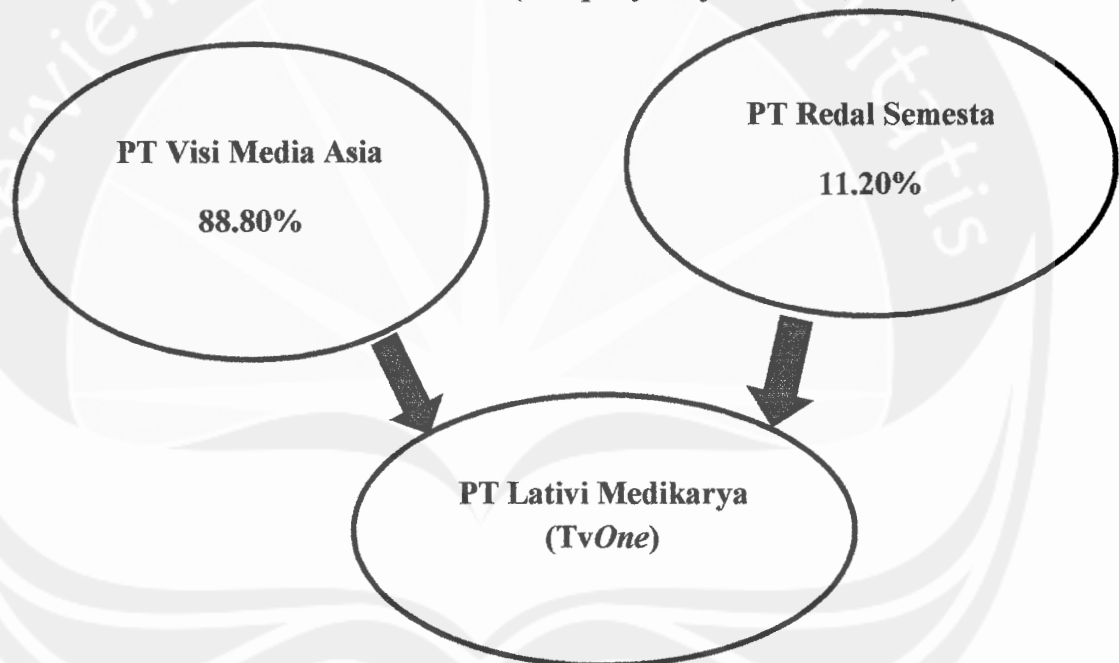 PT Visi Media Asia
88.80%
PT Redal Semesta
11.20%
PT Lativi Medikarya
(TvOne)